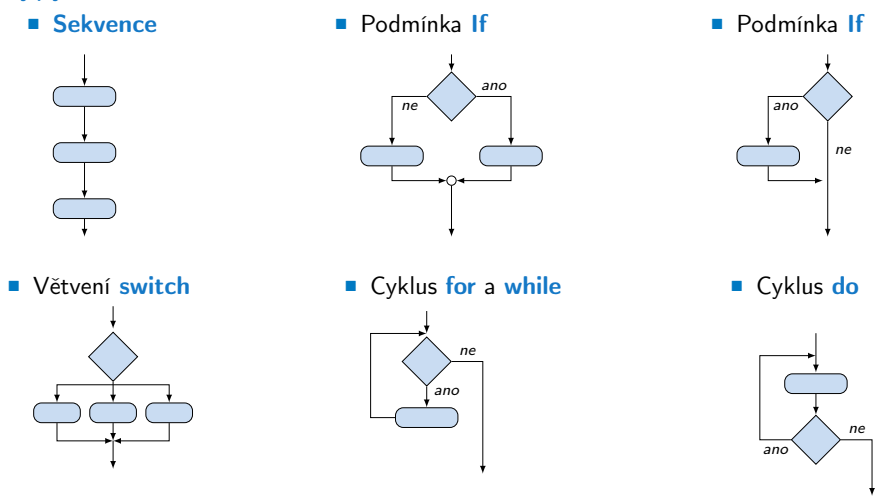 Sekvence
Podmínka If
Podmínka If
ne
ano
ano
ne
Větvení switch
Cyklus for a while
Cyklus do
ne
ano
ano
ne